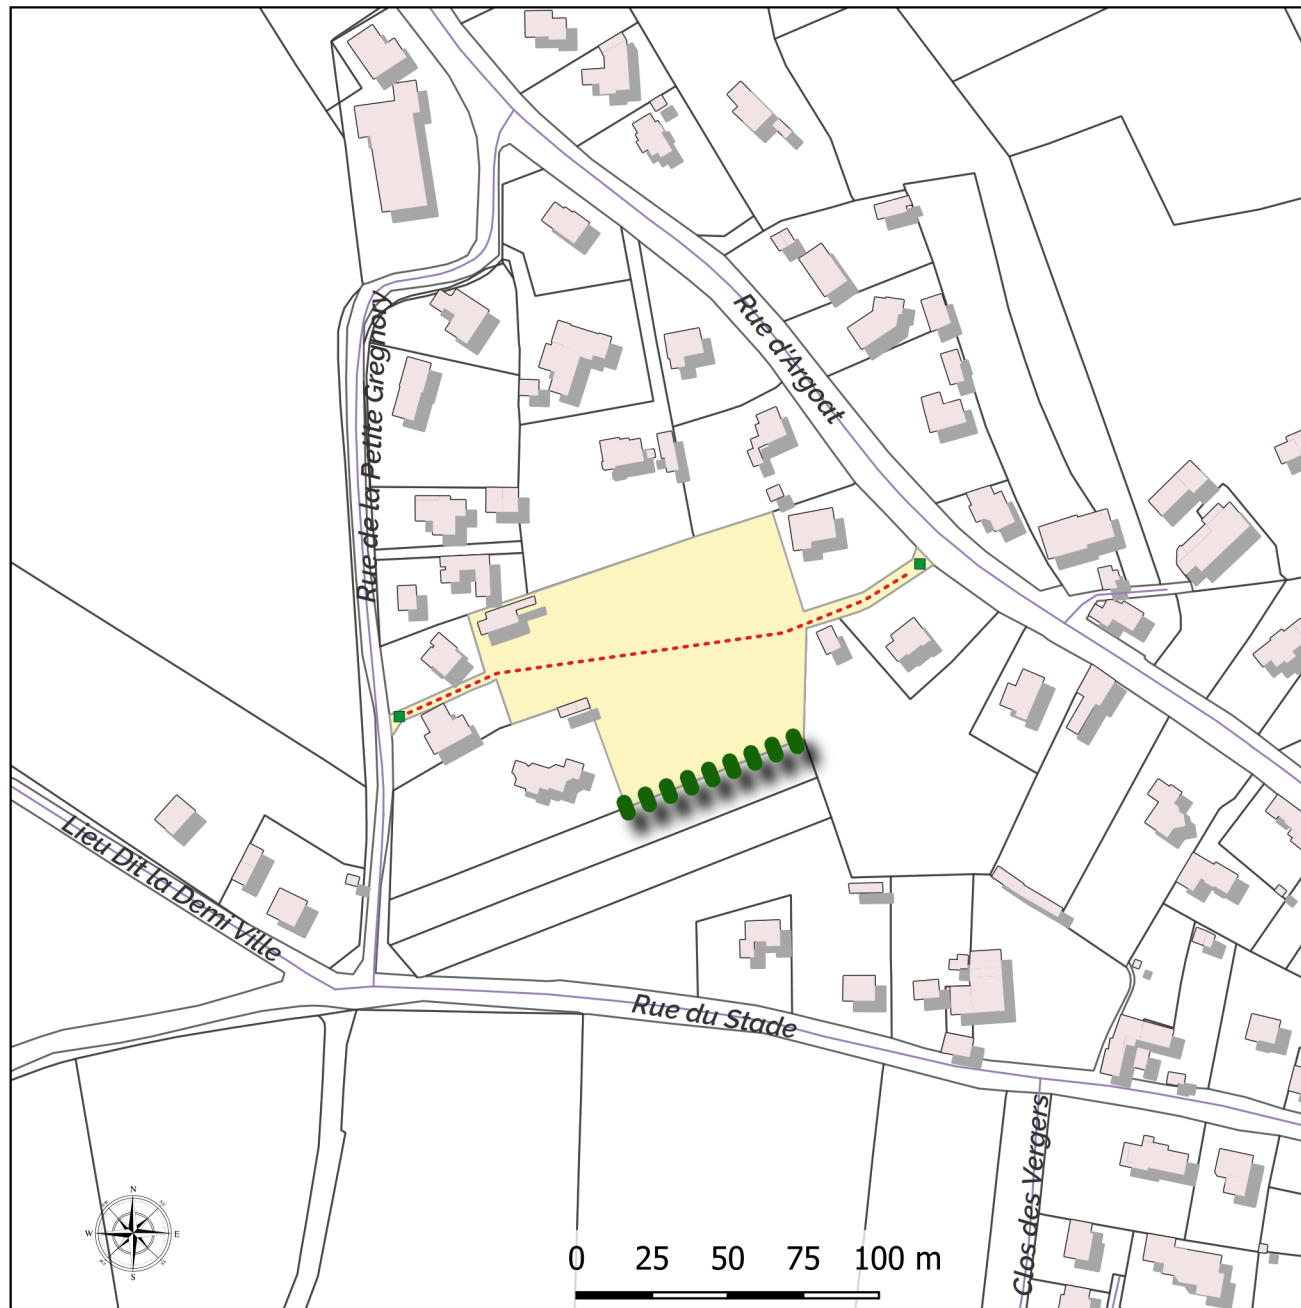 Rue d'Argoat
Rue de la Petite Gregnory
Lieu Dit la Demi Ville
Rue du Stade
Clos des Vergers
N
W
E
S
0 25 50 75 100 m